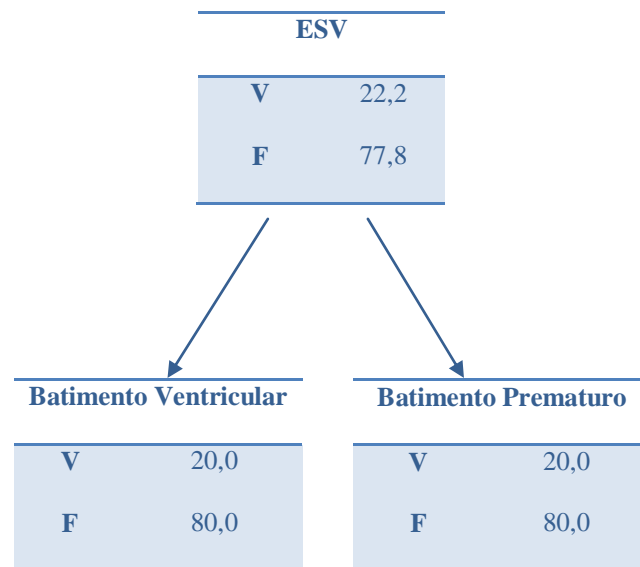 ESV
V 22,2
F 77,8
Batimento Ventricular
V 20,0
F 80,0
Batimento Prematuro
V 20,0
F 80,0